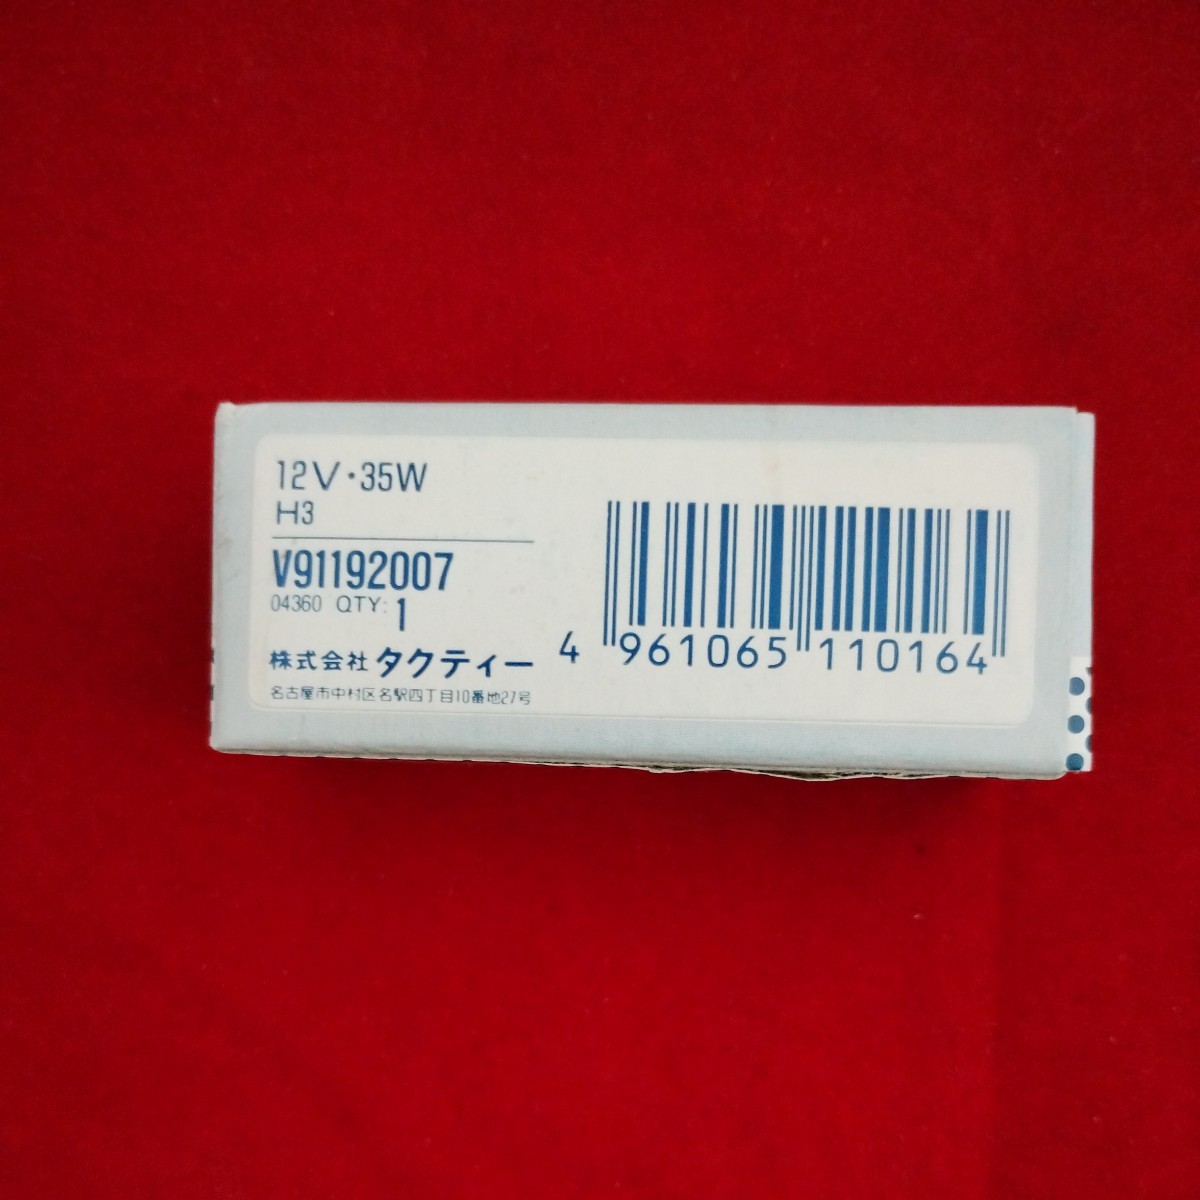 12V・35W
H3
V91192007
04360 QTY: 1
株式会社 タクティー
名古屋市中村区名駅四丁目10番地27号
4 961065 110164